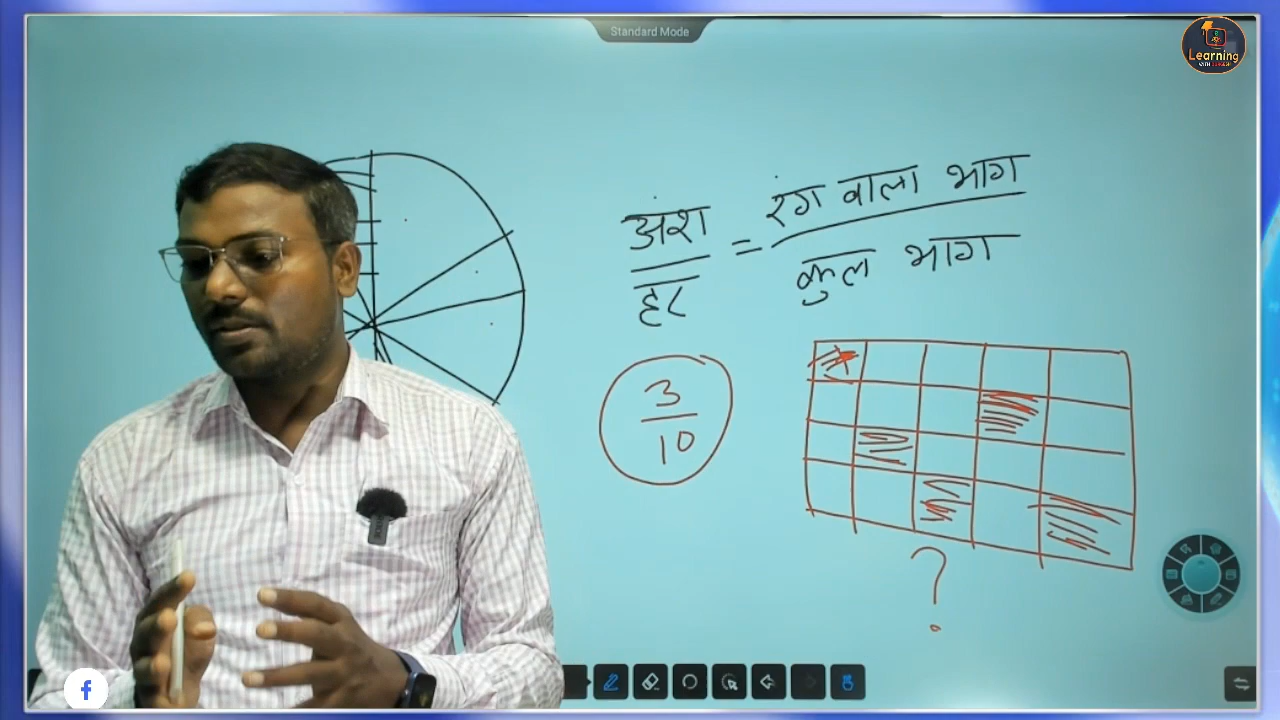 Standard Mode
Learning
अंश / हर = रंग वाला भाग / कुल भाग
3 / 10
?